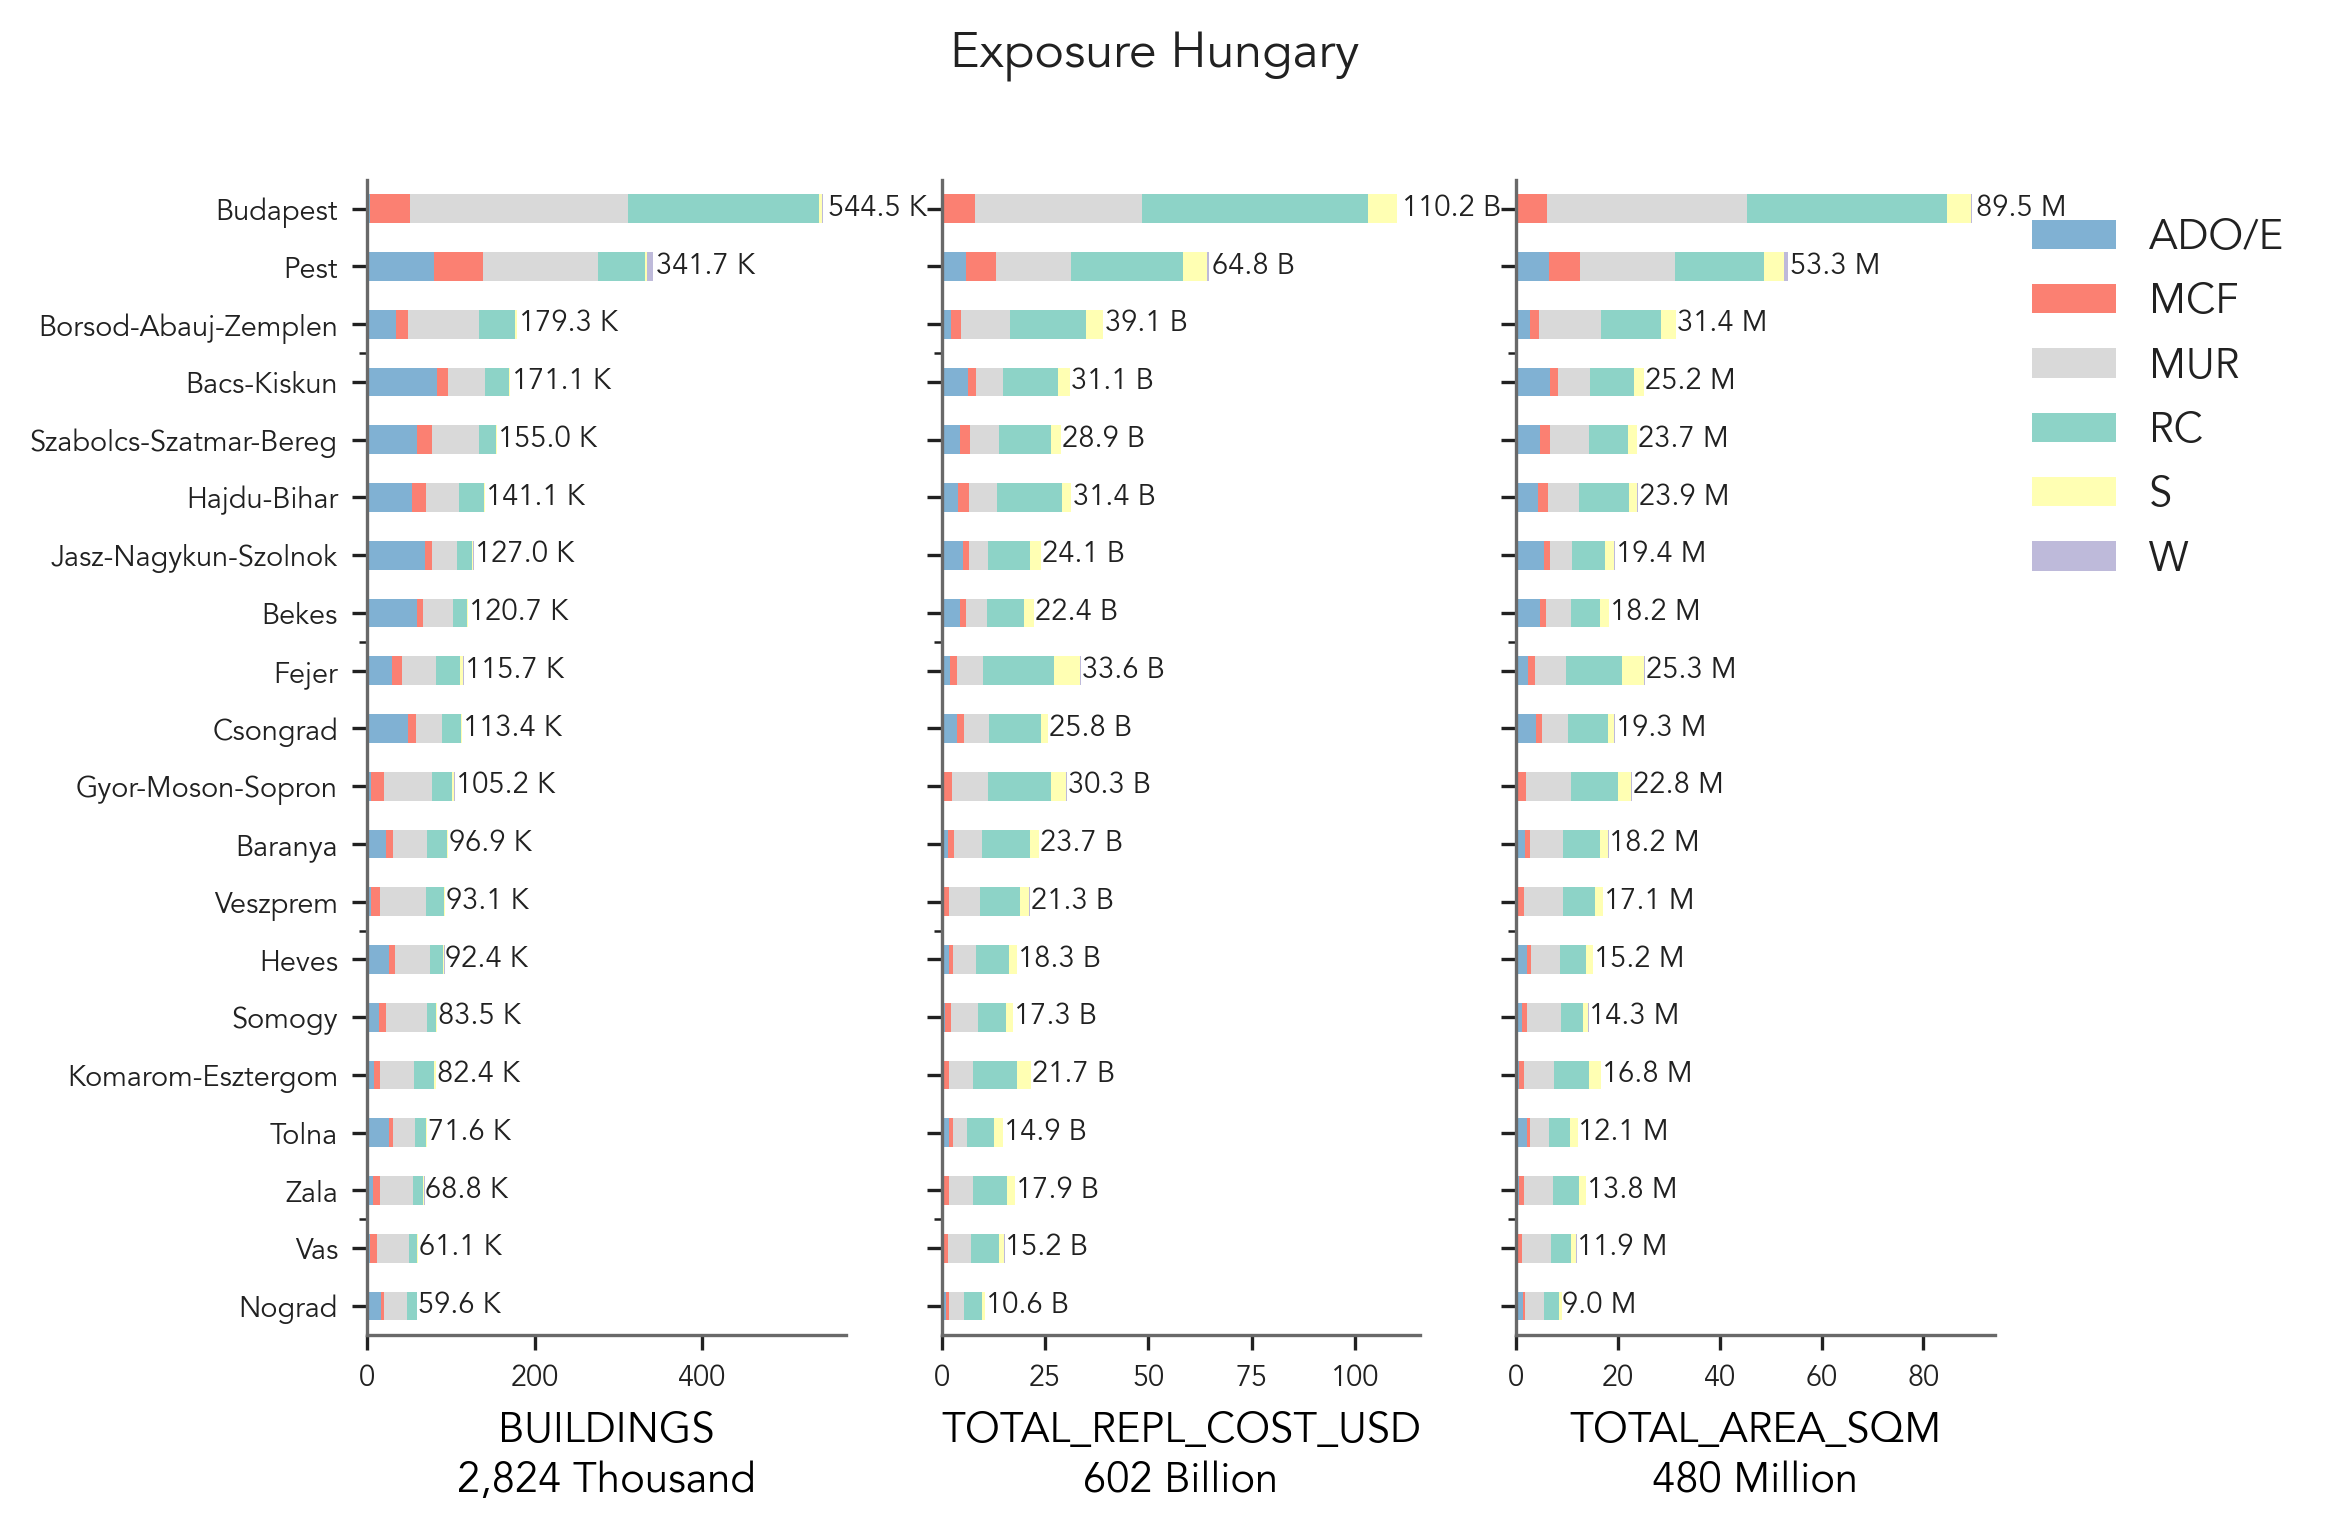 Exposure Hungary
Budapest 544.5 K 110.2 B 89.5 M
Pest 341.7 K 64.8 B 53.3 M
Borsod-Abauj-Zemplen 179.3 K 39.1 B 31.4 M
Bacs-Kiskun 171.1 K 31.1 B 25.2 M
Szabolcs-Szatmar-Bereg 155.0 K 28.9 B 23.7 M
Hajdu-Bihar 141.1 K 31.4 B 23.9 M
Jasz-Nagykun-Szolnok 127.0 K 24.1 B 19.4 M
Bekes 120.7 K 22.4 B 18.2 M
Fejer 115.7 K 33.6 B 25.3 M
Csongrad 113.4 K 25.8 B 19.3 M
Gyor-Moson-Sopron 105.2 K 30.3 B 22.8 M
Baranya 96.9 K 23.7 B 18.2 M
Veszprem 93.1 K 21.3 B 17.1 M
Heves 92.4 K 18.3 B 15.2 M
Somogy 83.5 K 17.3 B 14.3 M
Komarom-Esztergom 82.4 K 21.7 B 16.8 M
Tolna 71.6 K 14.9 B 12.1 M
Zala 68.8 K 17.9 B 13.8 M
Vas 61.1 K 15.2 B 11.9 M
Nograd 59.6 K 10.6 B 9.0 M
0 200 400
BUILDINGS
2,824 Thousand
0 25 50 75 100
TOTAL_REPL_COST_USD
602 Billion
0 20 40 60 80
TOTAL_AREA_SQM
480 Million
ADO/E
MCF
MUR
RC
S
W